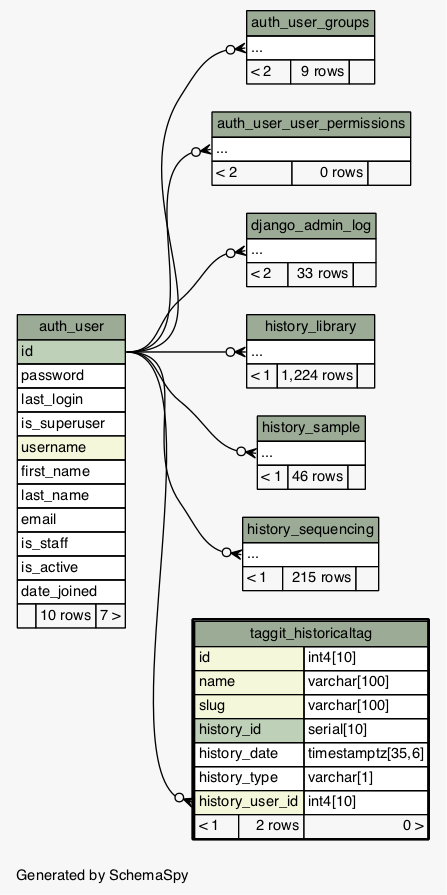 auth_user_groups
...
< 2 9 rows
auth_user_user_permissions
...
< 2 0 rows
django_admin_log
...
< 2 33 rows
history_library
...
< 1 1,224 rows
history_sample
...
< 1 46 rows
history_sequencing
...
< 1 215 rows
auth_user
id
password
last_login
is_superuser
username
first_name
last_name
email
is_staff
is_active
date_joined
10 rows 7 >
taggit_historicaltag
id int4[10]
name varchar[100]
slug varchar[100]
history_id serial[10]
history_date timestamptz[35,6]
history_type varchar[1]
history_user_id int4[10]
< 1 2 rows 0 >
Generated by SchemaSpy